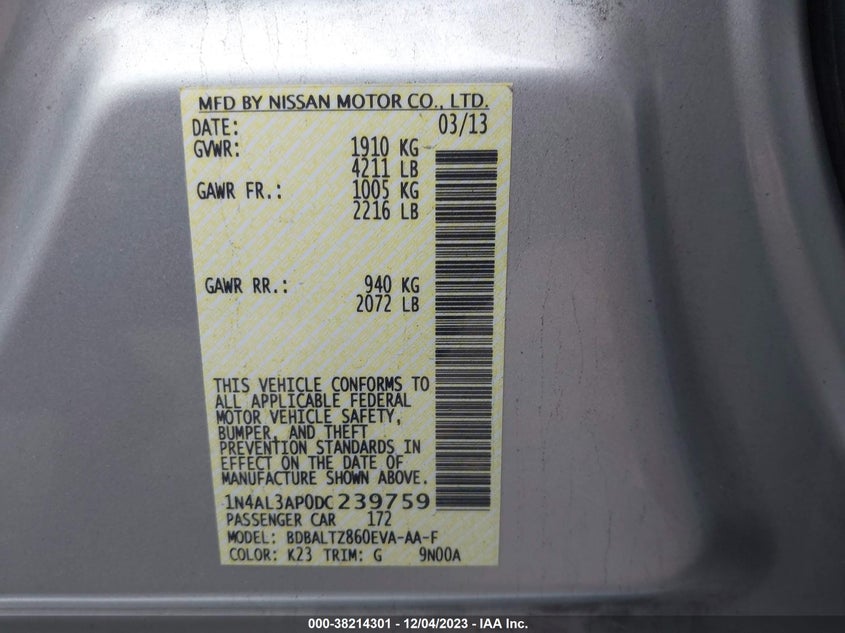 MFD BY NISSAN MOTOR CO., LTD.
DATE: 03/13
GVWR: 1910 KG
4211 LB
GAWR FR.: 1005 KG
2216 LB
GAWR RR.: 940 KG
2072 LB
THIS VEHICLE CONFORMS TO
ALL APPLICABLE FEDERAL
MOTOR VEHICLE SAFETY,
BUMPER, AND THEFT
PREVENTION STANDARDS IN
EFFECT ON THE DATE OF
MANUFACTURE SHOWN ABOVE.
1N4AL3AP0DC239759
PASSENGER CAR 172
MODEL: BDBALTZ860EVA-AA-F
COLOR: K23 TRIM: G 9N00A
000-38214301 - 12/04/2023 - IAA Inc.